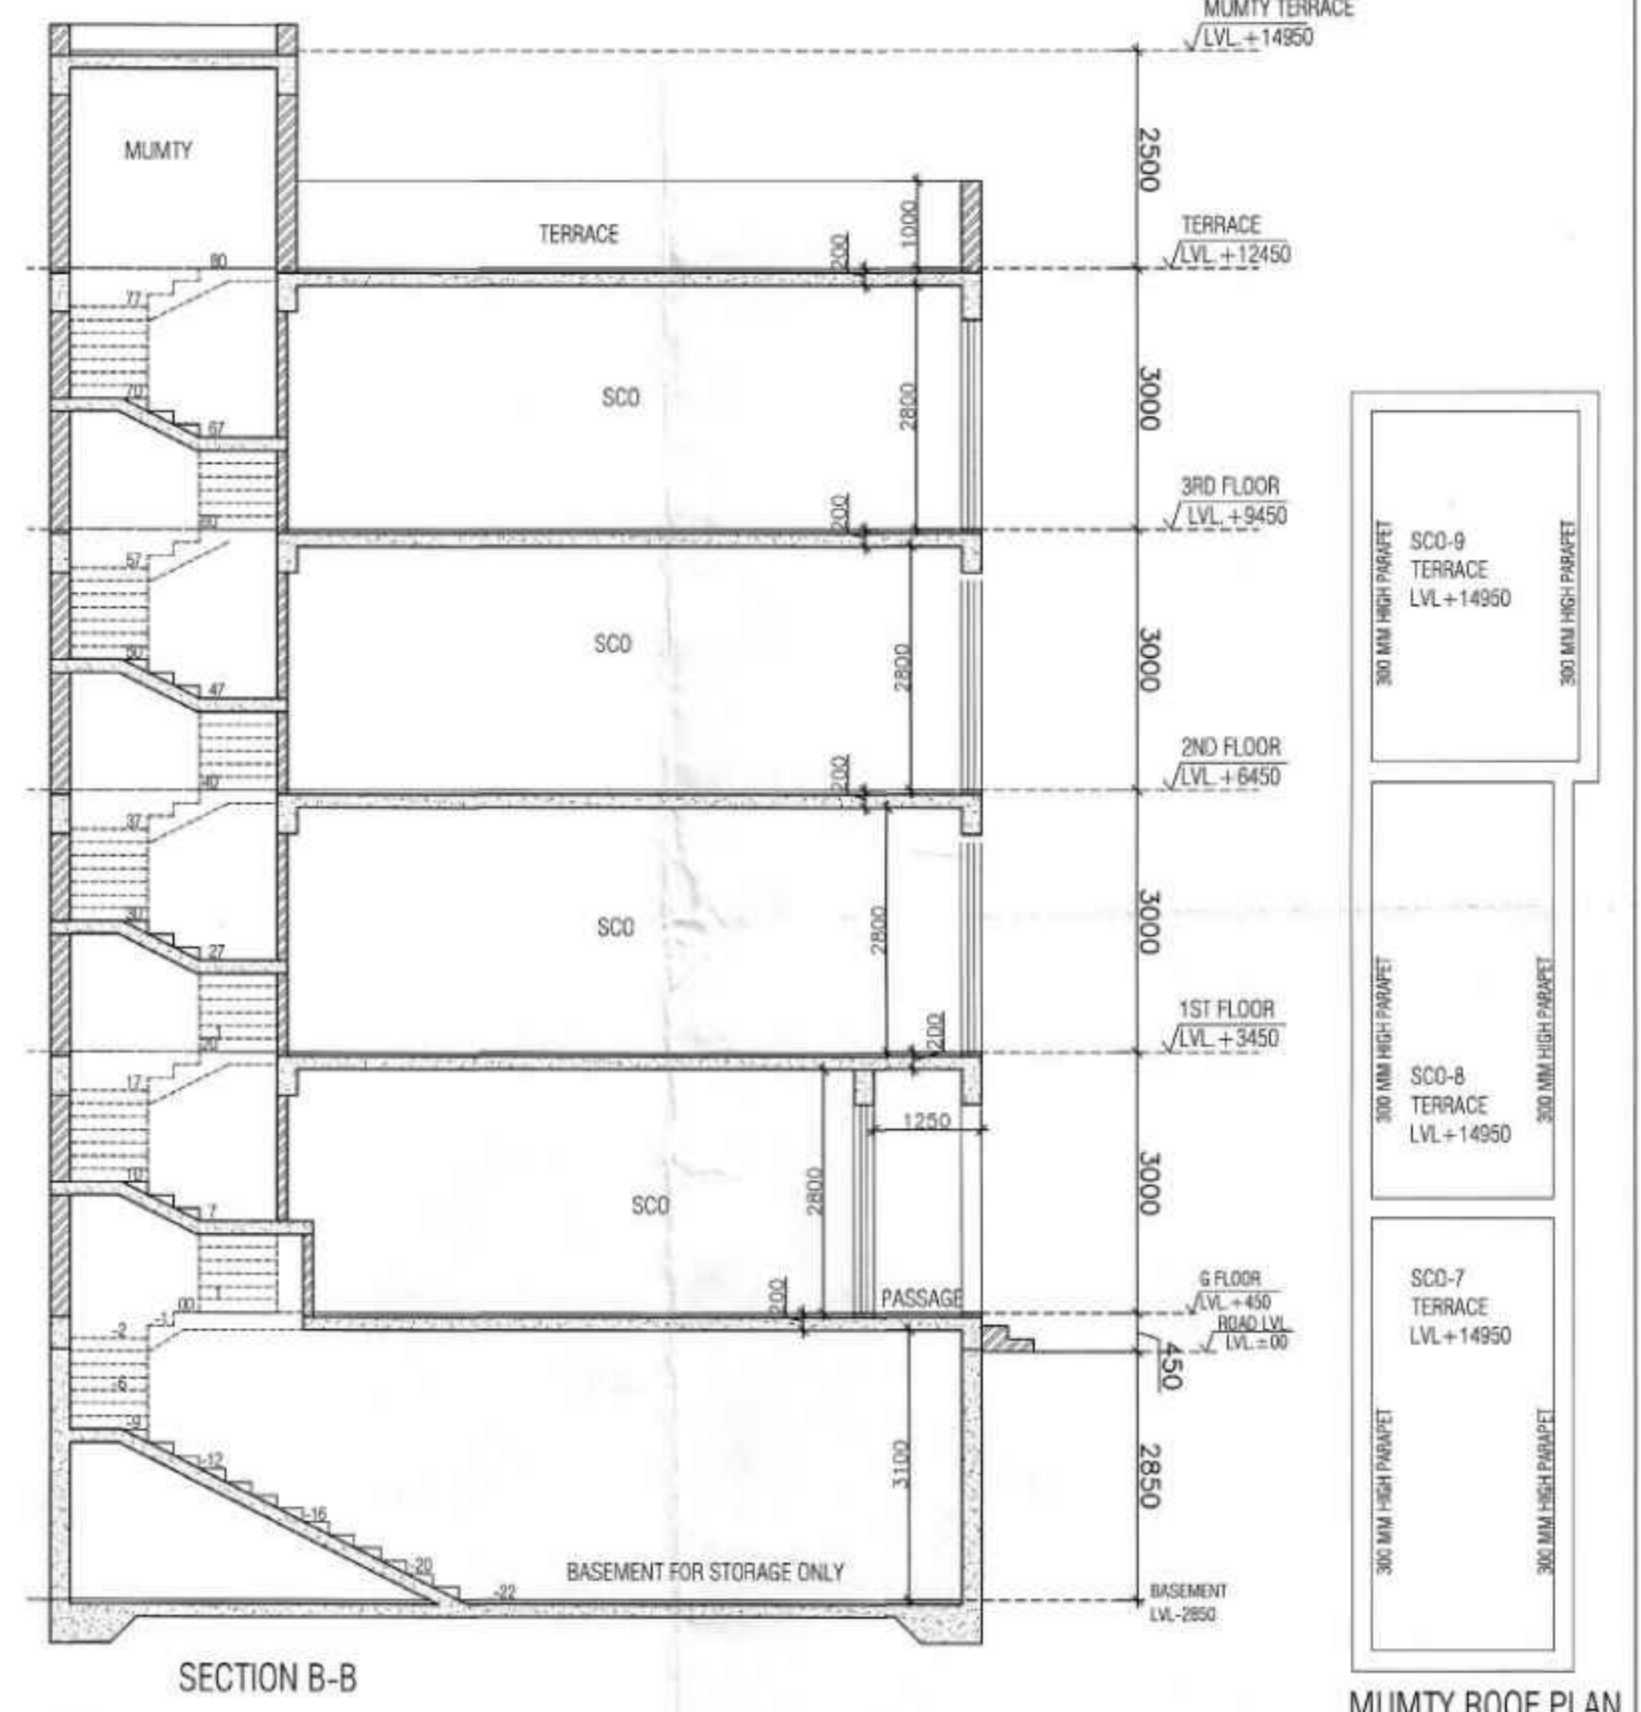 MUMTY TERRACE
LVL.+14950
MUMTY
2500
TERRACE
1000
200
TERRACE
LVL.+12450
80
77
SCO
2800
3000
70
67
200
3RD FLOOR
LVL.+9450
57
SCO
2800
3000
47
200
2ND FLOOR
LVL.+6450
40
37
SCO
2800
3000
30
27
200
1ST FLOOR
LVL.+3450
1
20
17
1250
SCO
2800
3000
10
7
200
PASSAGE
1
00
-1
-2
G FLOOR
LVL.+450
ROAD LVL.
LVL.±00
450
-6
-9
-12
3100
2850
-16
-20
BASEMENT FOR STORAGE ONLY
-22
BASEMENT
LVL-2850
SECTION B-B
300 MM HIGH PARAPET
SCO-9
TERRACE
LVL+14950
300 MM HIGH PARAPET
300 MM HIGH PARAPET
SCO-8
TERRACE
LVL+14950
300 MM HIGH PARAPET
SCO-7
TERRACE
LVL+14950
300 MM HIGH PARAPET
300 MM HIGH PARAPET
MUMTY ROOF PLAN